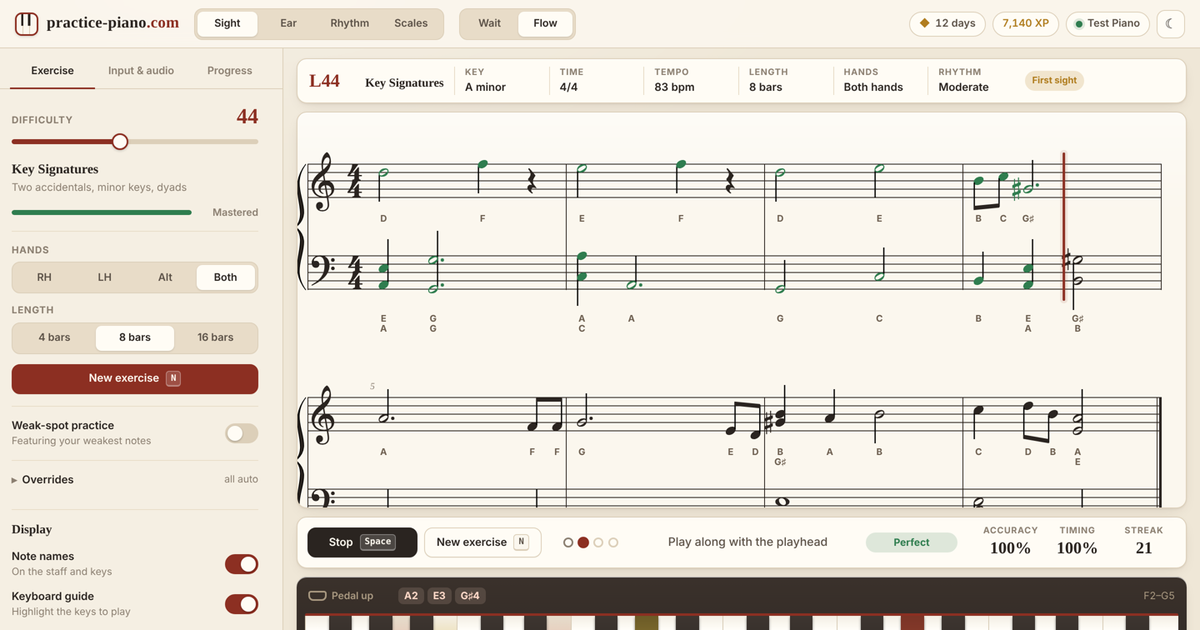 practice-piano.com
Sight Ear Rhythm Scales
Wait Flow
12 days
7,140 XP
Test Piano
Exercise Input & audio Progress
DIFFICULTY 44
Key Signatures
Two accidentals, minor keys, dyads
Mastered
HANDS
RH LH Alt Both
LENGTH
4 bars 8 bars 16 bars
New exercise N
Weak-spot practice
Featuring your weakest notes
Overrides all auto
Display
Note names
On the staff and keys
Keyboard guide
Highlight the keys to play
L44 Key Signatures
KEY
A minor
TIME
4/4
TEMPO
83 bpm
LENGTH
8 bars
HANDS
Both hands
RHYTHM
Moderate
First sight
D F E F D E B C G♯
E G A A G C B E G♯
A G C A B
5
A F F G E D B A B C D B A
G♯ E
Stop Space
New exercise N
Play along with the playhead
Perfect
ACCURACY
100%
TIMING
100%
STREAK
21
Pedal up A2 E3 G♯4 F2–G5